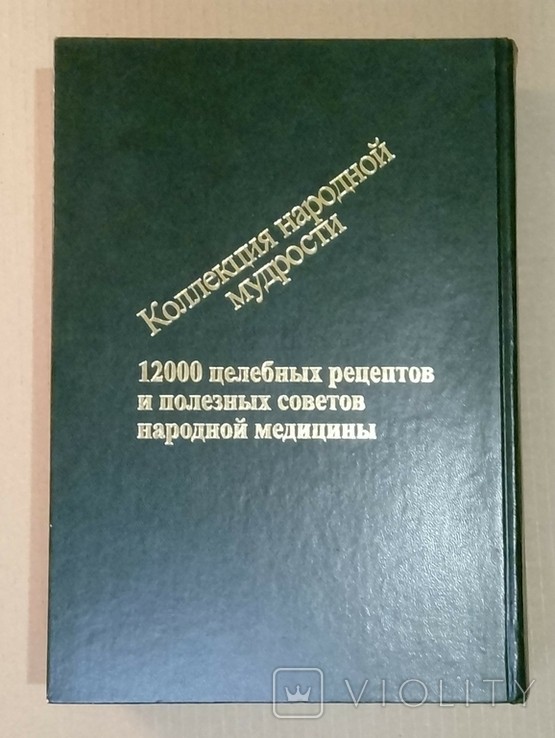 Коллекция народной
мудрости
12000 целебных рецептов
и полезных советов
народной медицины
VIOLITY